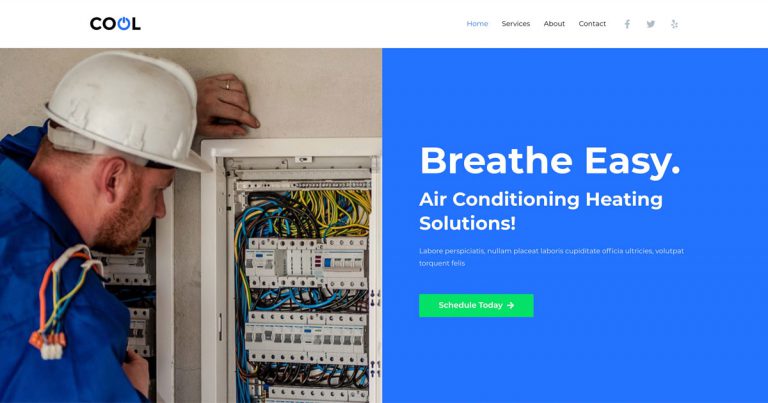 COOL
Home Services About Contact
Breathe Easy.
Air Conditioning Heating
Solutions!
Labore perspiciatis, nullam placeat laboris cupiditate officia ultricies, volutpat
torquent felis
Schedule Today